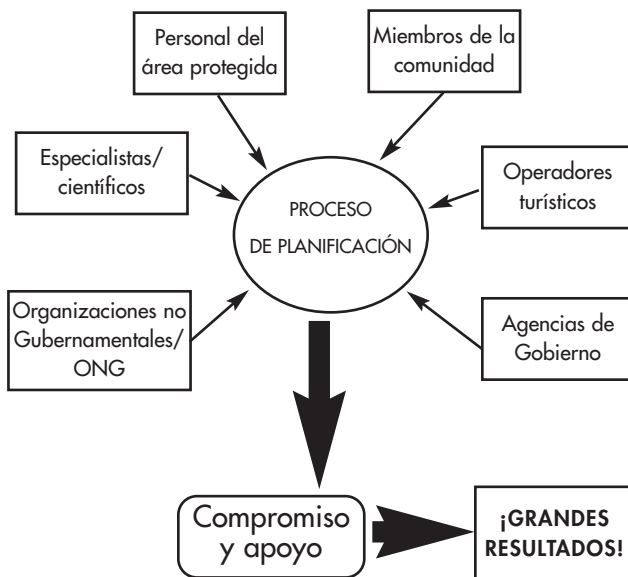 Personal del
área protegida
Miembros de la
comunidad
Especialistas/
científicos
Operadores
turísticos
PROCESO
DE PLANIFICACIÓN
Organizaciones no
Gubernamentales/
ONG
Agencias de
Gobierno
Compromiso
y apoyo
¡GRANDES
RESULTADOS!